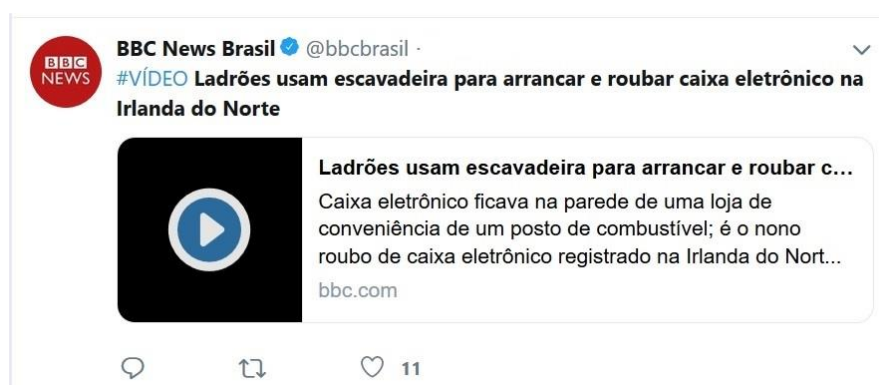 BBC NEWS
BBC News Brasil @bbcbrasil ·
#VÍDEO Ladrões usam escavadeira para arrancar e roubar caixa eletrônico na
Irlanda do Norte
Ladrões usam escavadeira para arrancar e roubar c...
Caixa eletrônico ficava na parede de uma loja de
conveniência de um posto de combustível; é o nono
roubo de caixa eletrônico registrado na Irlanda do Nort...
bbc.com
11